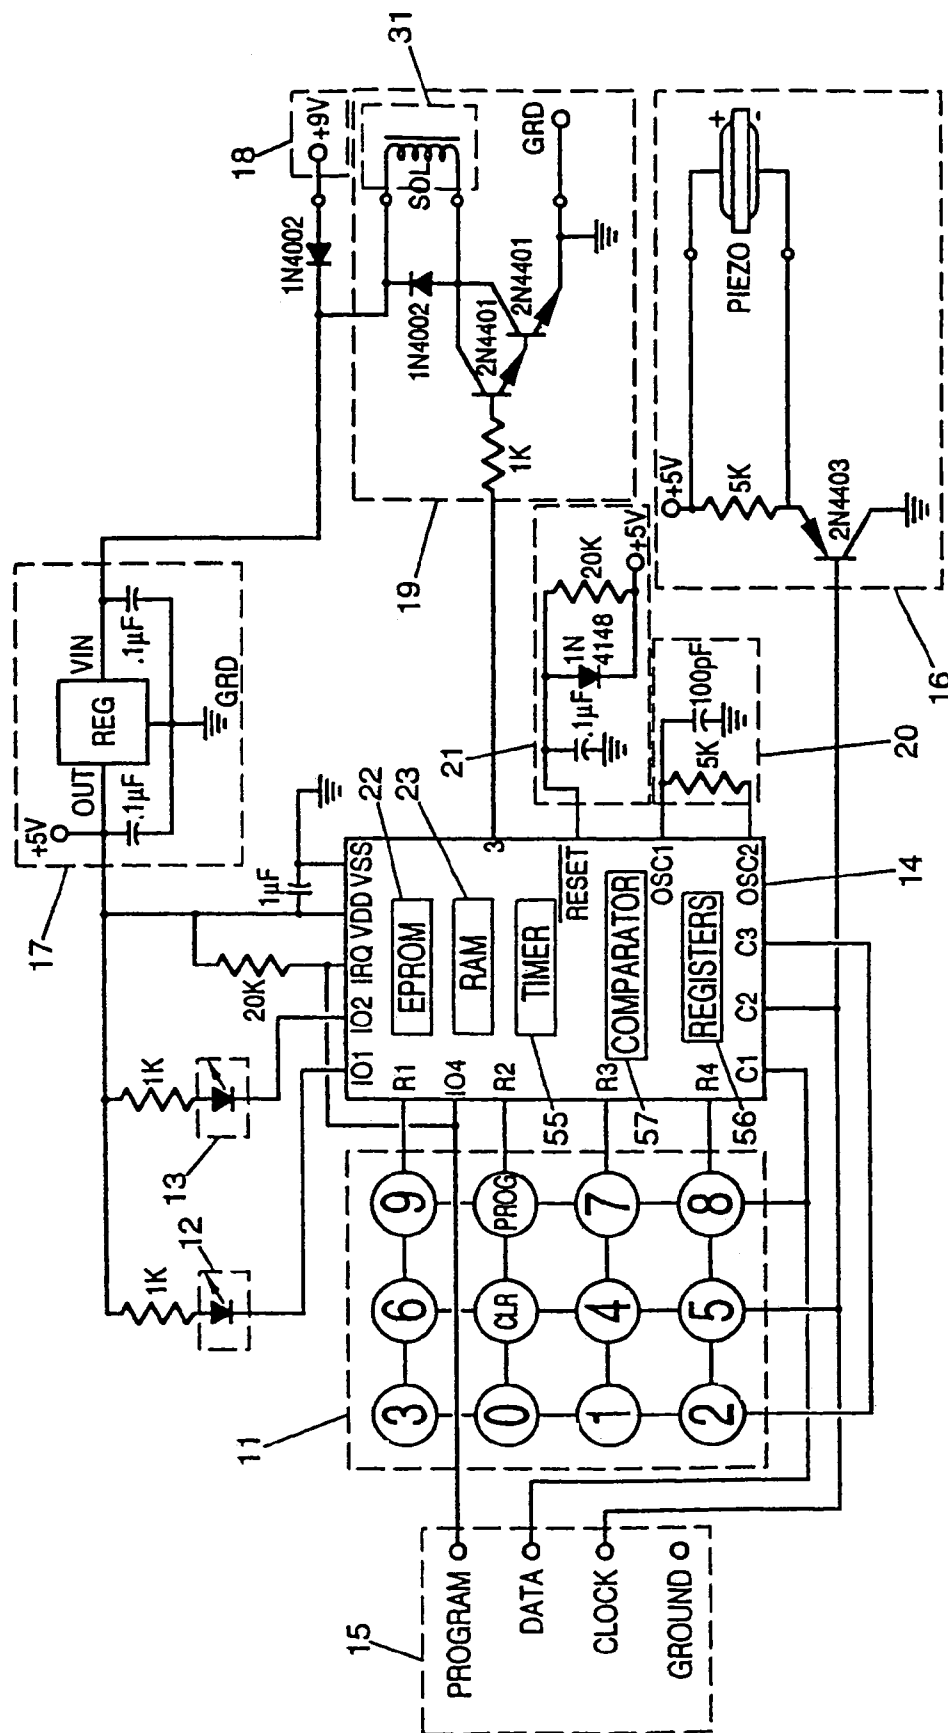 17
+5V
OUT
REG
VIN
.1µF
.1µF
GRD
18
+9V
1N4002
31
SOL
1N4002
2N4401
2N4401
GRD
1K
19
12
13
1K
1K
20K
1µF
IO1
IO2
IRQ
VDD
VSS
22
EPROM
23
RAM
TIMER
COMPARATOR
REGISTERS
R1
IO4
R2
R3
R4
3
RESET
OSC1
OSC2
C1
C2
C3
14
55
57
56
21
.1µF
1N
4148
20K
+5V
5K
100pF
20
+5V
5K
PIEZO
+
-
2N4403
16
11
3
6
9
0
CLR
PROG
1
4
7
2
5
8
15
PROGRAM
DATA
CLOCK
GROUND